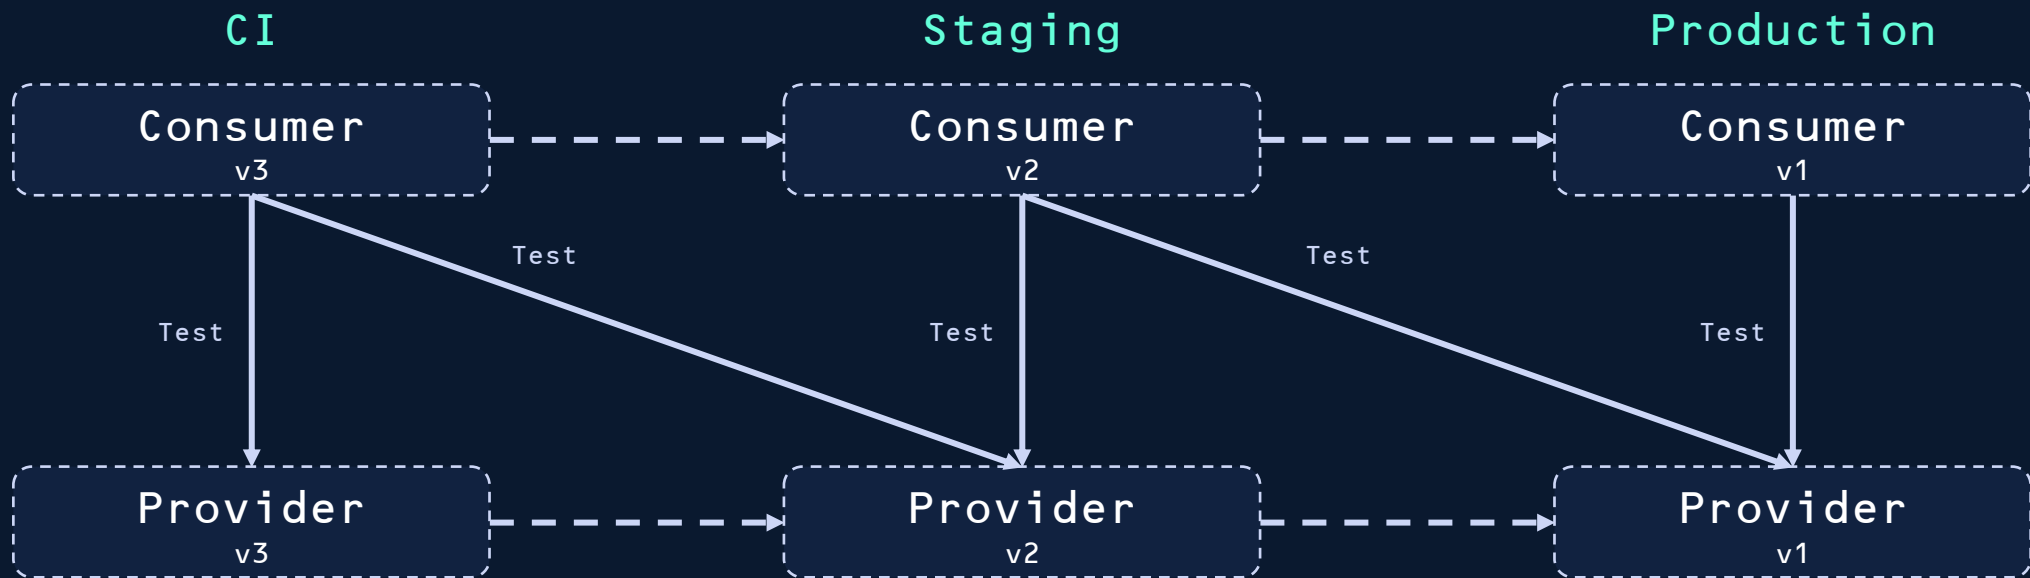 CI
Staging
Production
Consumer
v3
Consumer
v2
Consumer
v1
Test
Test
Test
Test
Test
Provider
v3
Provider
v2
Provider
v1